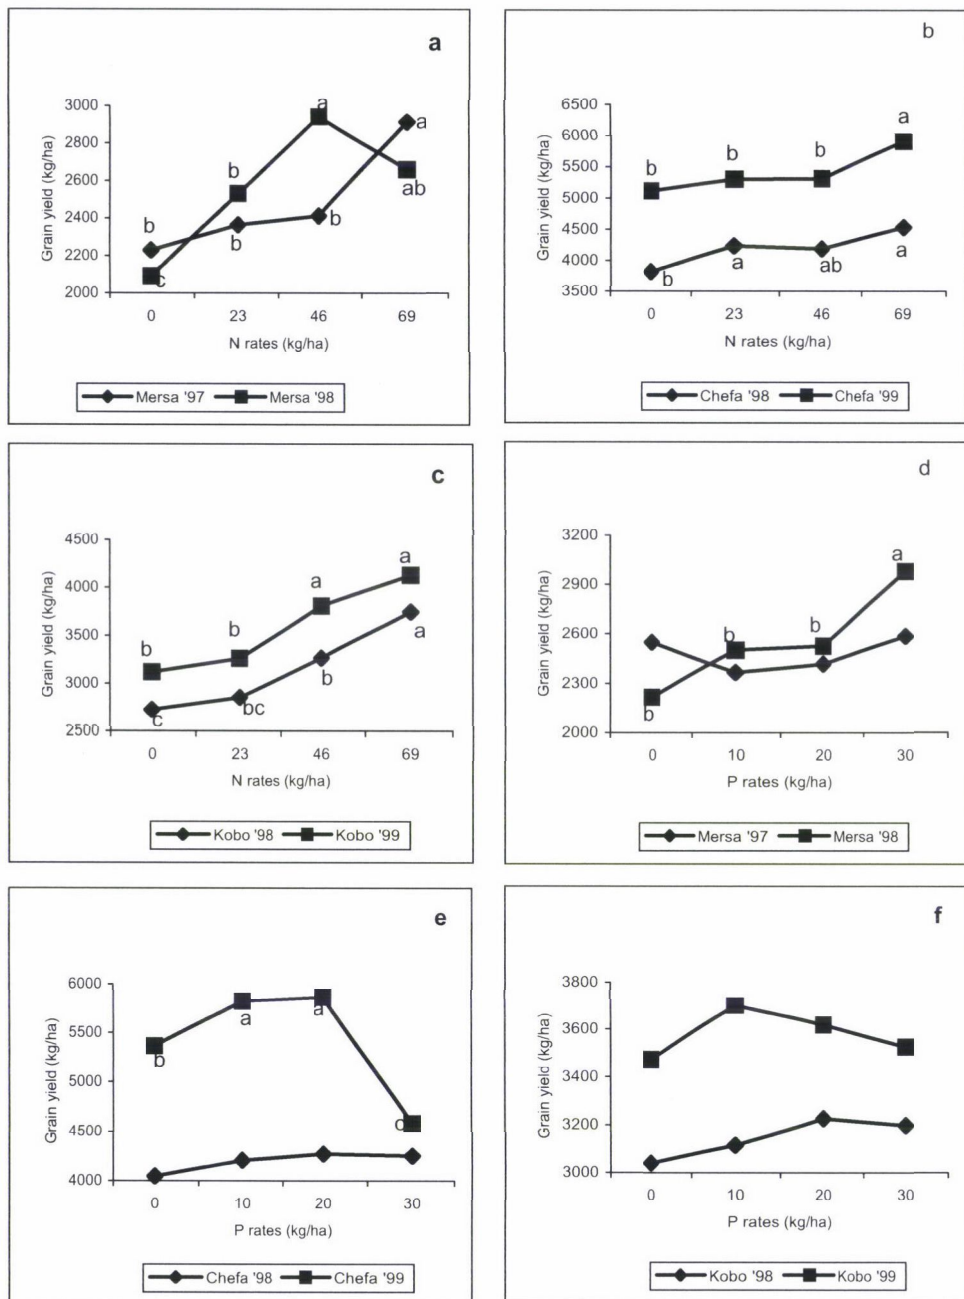 a
Grain yield (kg/ha)
3000
2800
2600
2400
2200
2000
b
b
b
a
c
b
a
ab
0 23 46 69
N rates (kg/ha)
Mersa '97 Mersa '98
b
Grain yield (kg/ha)
6500
6000
5500
5000
4500
4000
3500
b
b
b
a
b
a
ab
a
0 23 46 69
N rates (kg/ha)
Chefa '98 Chefa '99
c
Grain yield (kg/ha)
4500
4000
3500
3000
2500
b
b
a
a
c
bc
b
a
0 23 46 69
N rates (kg/ha)
Kobo '98 Kobo '99
d
Grain yield (kg/ha)
3200
2900
2600
2300
2000
b
b
b
a
0 10 20 30
P rates (kg/ha)
Mersa '97 Mersa '98
e
Grain yield (kg/ha)
6000
5500
5000
4500
4000
b
a
a
c
0 10 20 30
P rates (kg/ha)
Chefa '98 Chefa '99
f
Grain yield (kg/ha)
3800
3600
3400
3200
3000
0 10 20 30
P rates (kg/ha)
Kobo '98 Kobo '99